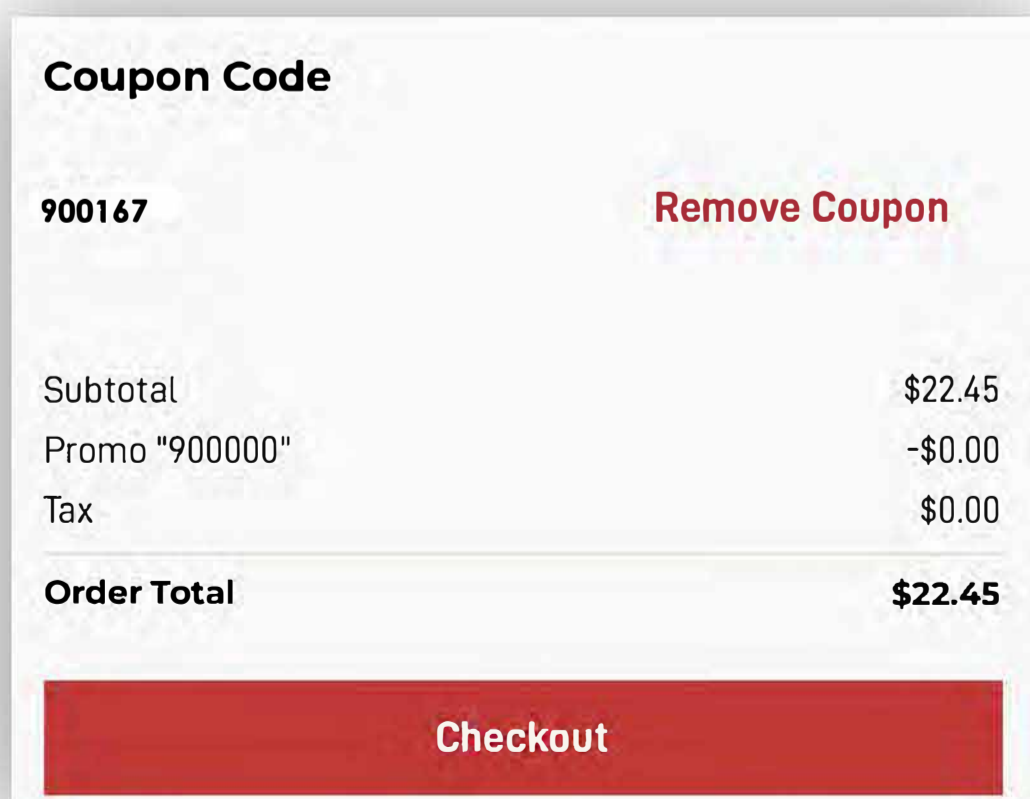 Coupon Code
900167 Remove Coupon
Subtotal $22.45
Promo "900000" -$0.00
Tax $0.00
Order Total $22.45
Checkout